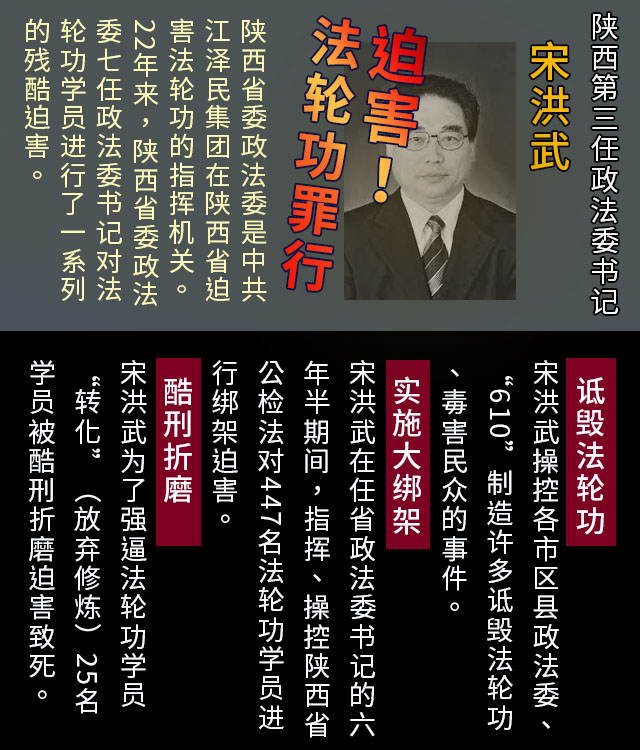 陕西第三任政法委书记
宋洪武
迫害！
法轮功罪行
陕西省委政法委是中共
江泽民集团在陕西省迫
害法轮功的指挥机关。
22年来，陕西省委政法
委七任政法委书记对法
轮功学员进行了一系列
的残酷迫害。
诋毁法轮功
宋洪武操控各市区县政法委、
“610”制造许多诋毁法轮功
、毒害民众的事件。
实施大绑架
宋洪武在任省政法委书记的六
年半期间，指挥、操控陕西省
公检法对447名法轮功学员进
行绑架迫害。
酷刑折磨
宋洪武为了强逼法轮功学员
“转化”（放弃修炼）25名
学员被酷刑折磨迫害致死。